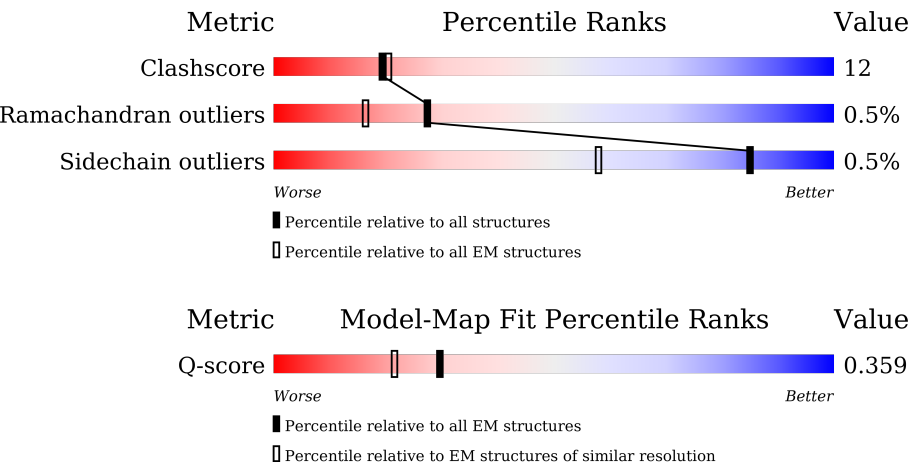 Metric Percentile Ranks Value
Clashscore 12
Ramachandran outliers 0.5%
Sidechain outliers 0.5%
Worse Better
Percentile relative to all structures
Percentile relative to all EM structures
Metric Model-Map Fit Percentile Ranks Value
Q-score 0.359
Worse Better
Percentile relative to all EM structures
Percentile relative to EM structures of similar resolution